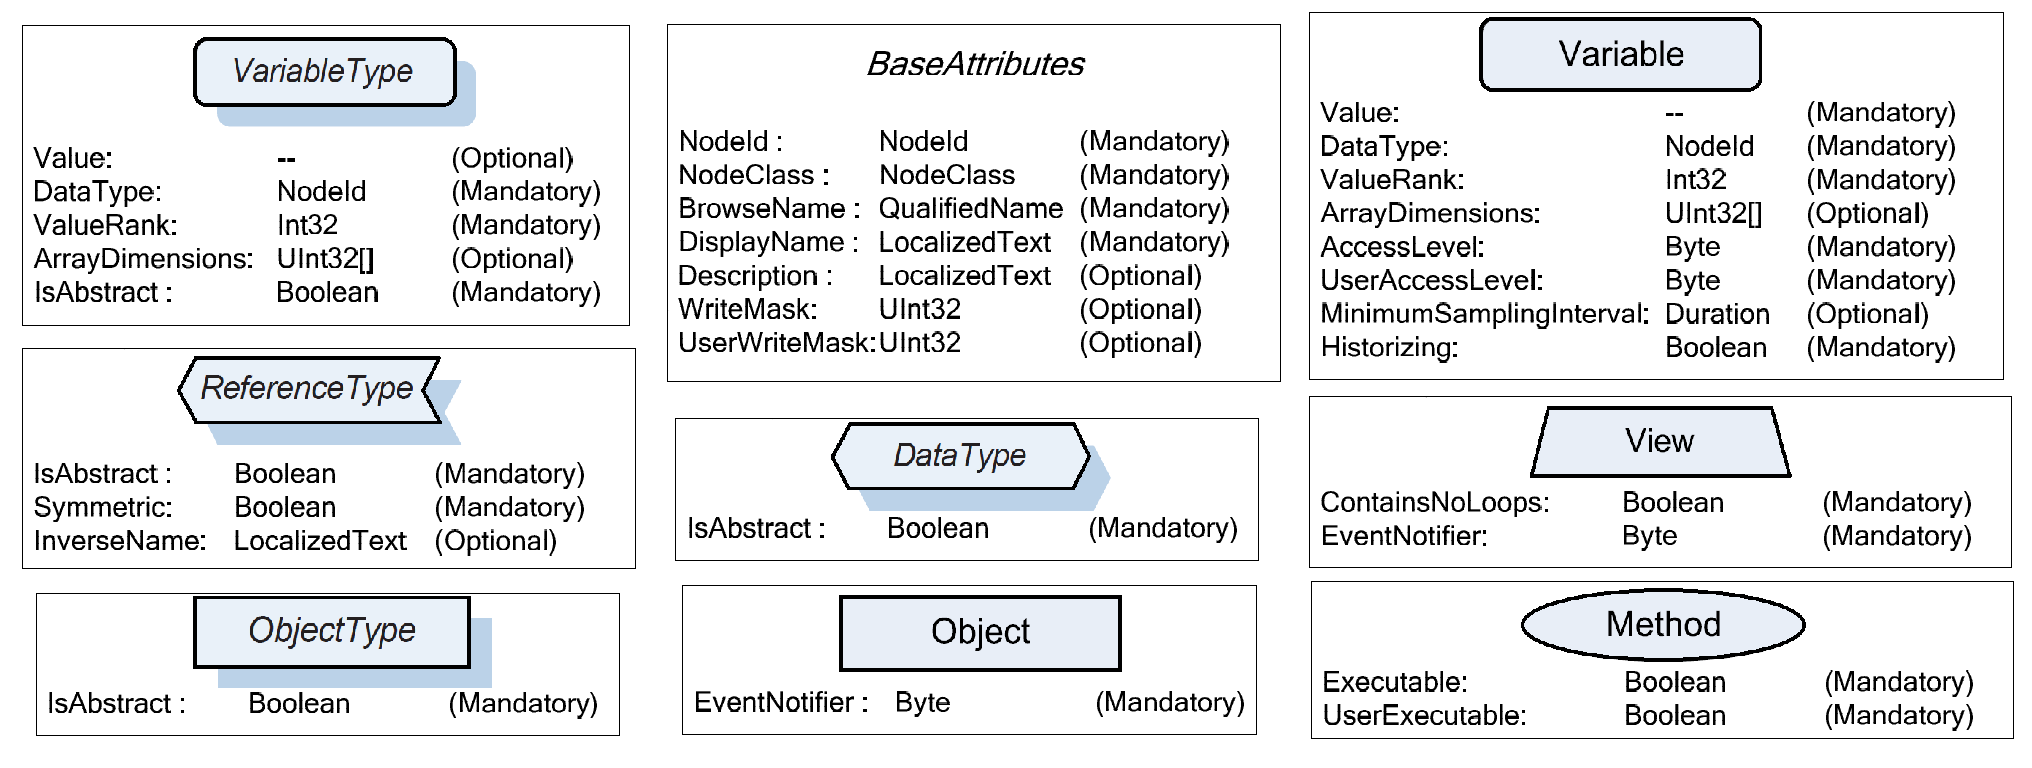 VariableType
Value: -- (Optional)
DataType: NodeId (Mandatory)
ValueRank: Int32 (Mandatory)
ArrayDimensions: UInt32[] (Optional)
IsAbstract : Boolean (Mandatory)
ReferenceType
IsAbstract : Boolean (Mandatory)
Symmetric: Boolean (Mandatory)
InverseName: LocalizedText (Optional)
ObjectType
IsAbstract : Boolean (Mandatory)
BaseAttributes
NodeId : NodeId (Mandatory)
NodeClass : NodeClass (Mandatory)
BrowseName : QualifiedName (Mandatory)
DisplayName : LocalizedText (Mandatory)
Description : LocalizedText (Optional)
WriteMask: UInt32 (Optional)
UserWriteMask: UInt32 (Optional)
DataType
IsAbstract : Boolean (Mandatory)
Object
EventNotifier : Byte (Mandatory)
Variable
Value: -- (Mandatory)
DataType: NodeId (Mandatory)
ValueRank: Int32 (Mandatory)
ArrayDimensions: UInt32[] (Optional)
AccessLevel: Byte (Mandatory)
UserAccessLevel: Byte (Mandatory)
MinimumSamplingInterval: Duration (Optional)
Historizing: Boolean (Mandatory)
View
ContainsNoLoops: Boolean (Mandatory)
EventNotifier: Byte (Mandatory)
Method
Executable: Boolean (Mandatory)
UserExecutable: Boolean (Mandatory)